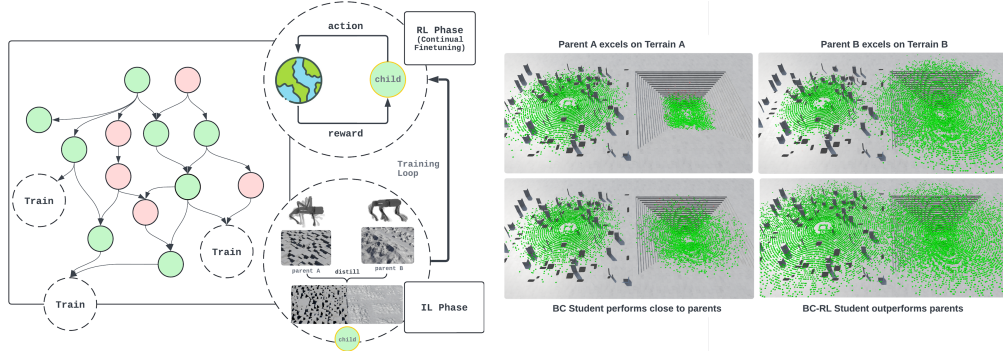 action
RL Phase
(Continual
Finetuning)
child
reward
Training
Loop
Train
Train
Train
parent A
distill
parent B
IL Phase
child
Parent A excels on Terrain A
Parent B excels on Terrain B
BC Student performs close to parents
BC-RL Student outperforms parents